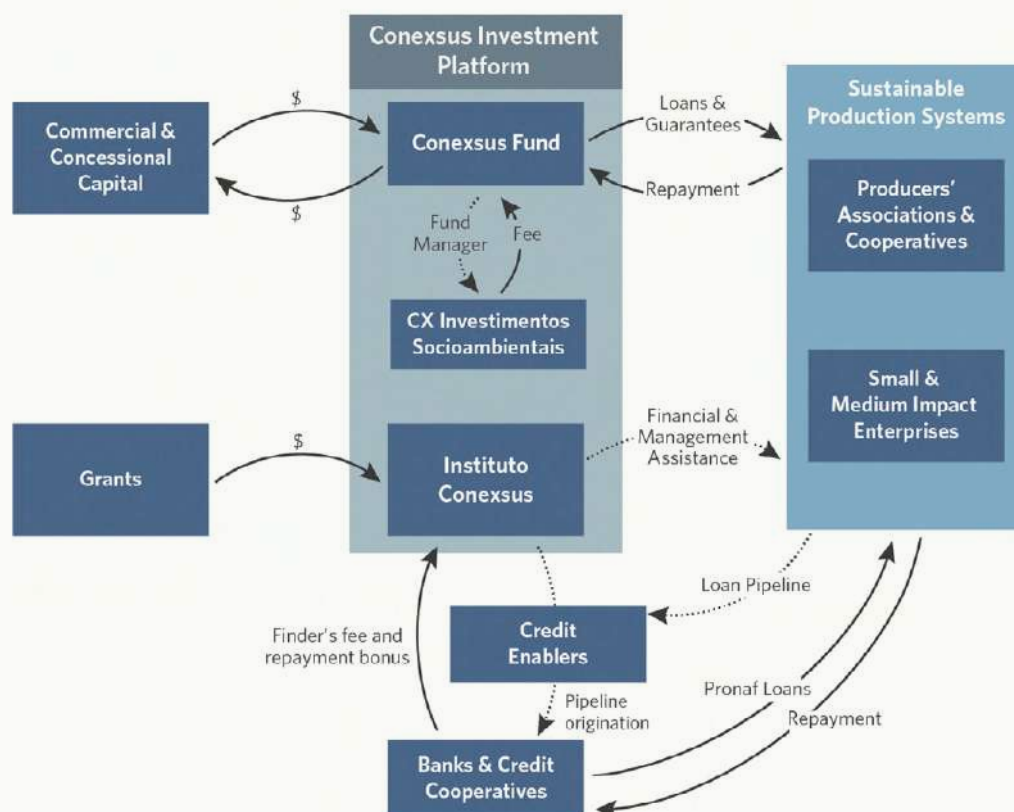 Conexsus Investment
Platform
Sustainable
Production Systems
$
Commercial &
Concessional
Capital
Conexsus Fund
Loans &
Guarantees
$
Repayment
Producers'
Associations &
Cooperatives
Fund
Manager
Fee
CX Investimentos
Socioambientais
Small &
Medium Impact
Enterprises
$
Financial &
Management
Assistance
Grants
Instituto
Conexsus
Loan Pipeline
Finder's fee and
repayment bonus
Credit
Enablers
Pronaf Loans
Repayment
Pipeline
origination
Banks & Credit
Cooperatives